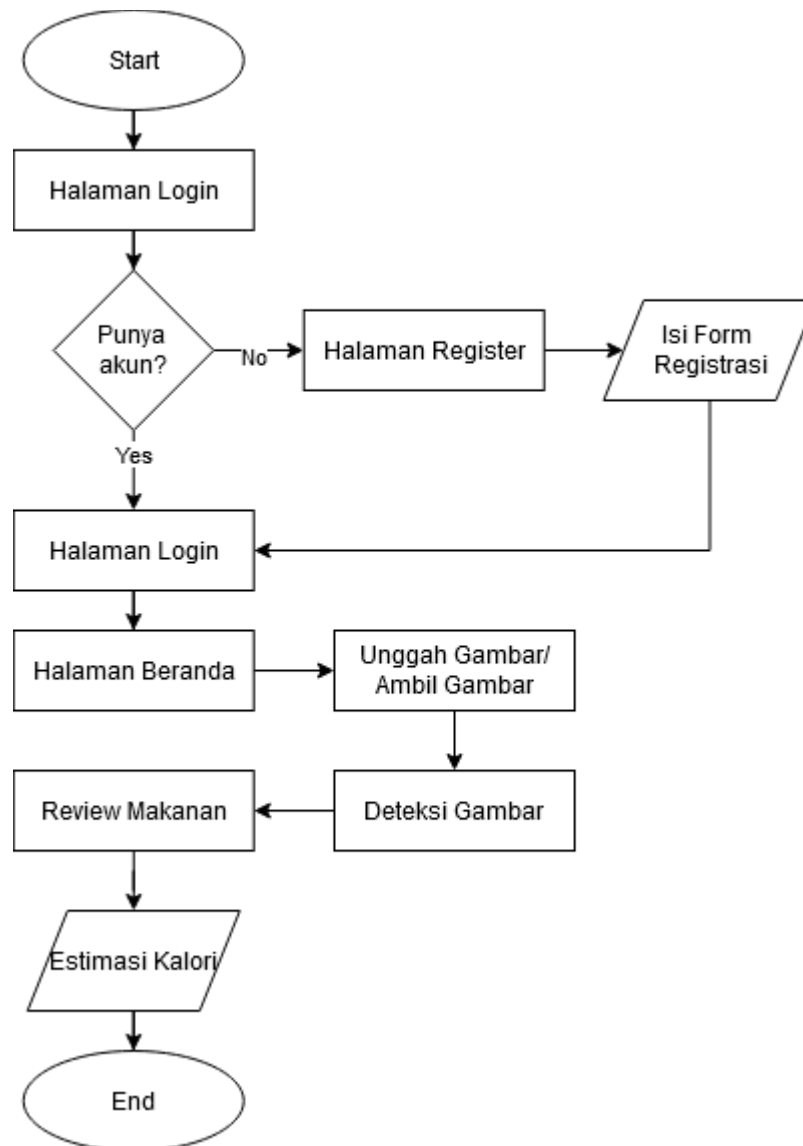 Start
Halaman Login
Punya
akun?
No
Halaman Register
Isi Form
Registrasi
Yes
Halaman Login
Halaman Beranda
Unggah Gambar/
Ambil Gambar
Review Makanan
Deteksi Gambar
Estimasi Kalori
End